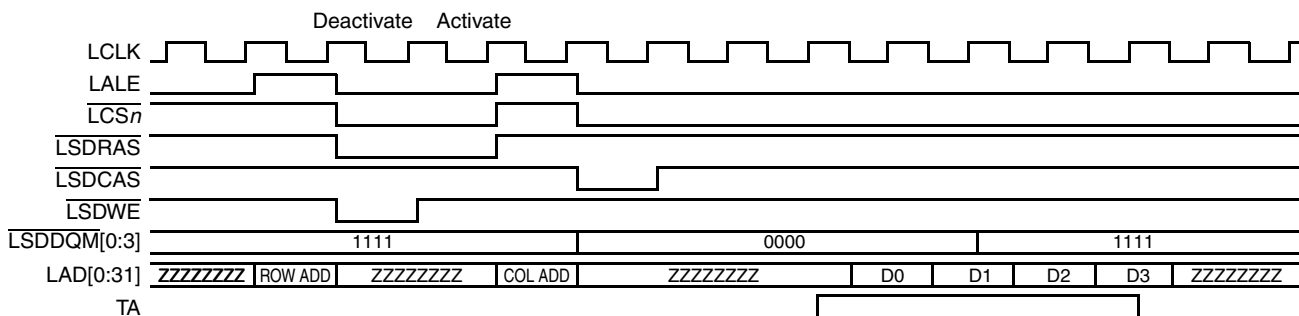 Deactivate Activate
LCLK
LALE
LCSn
LSDRAS
LSDCAS
LSDWE
LSDDQM[0:3] 1111 0000 1111
LAD[0:31] ZZZZZZZZ ROW ADD ZZZZZZZZ COL ADD ZZZZZZZZ D0 D1 D2 D3 ZZZZZZZZ
TA